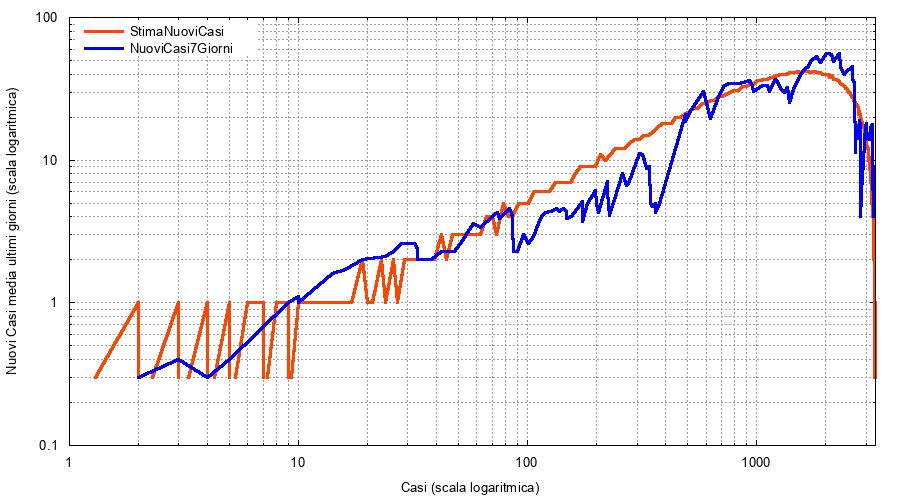 100
StimaNuoviCasi
NuoviCasi7Giorni
10
Nuovi Casi media ultimi giorni (scala logaritmica)
1
0.1
1 10 100 1000
Casi (scala logaritmica)